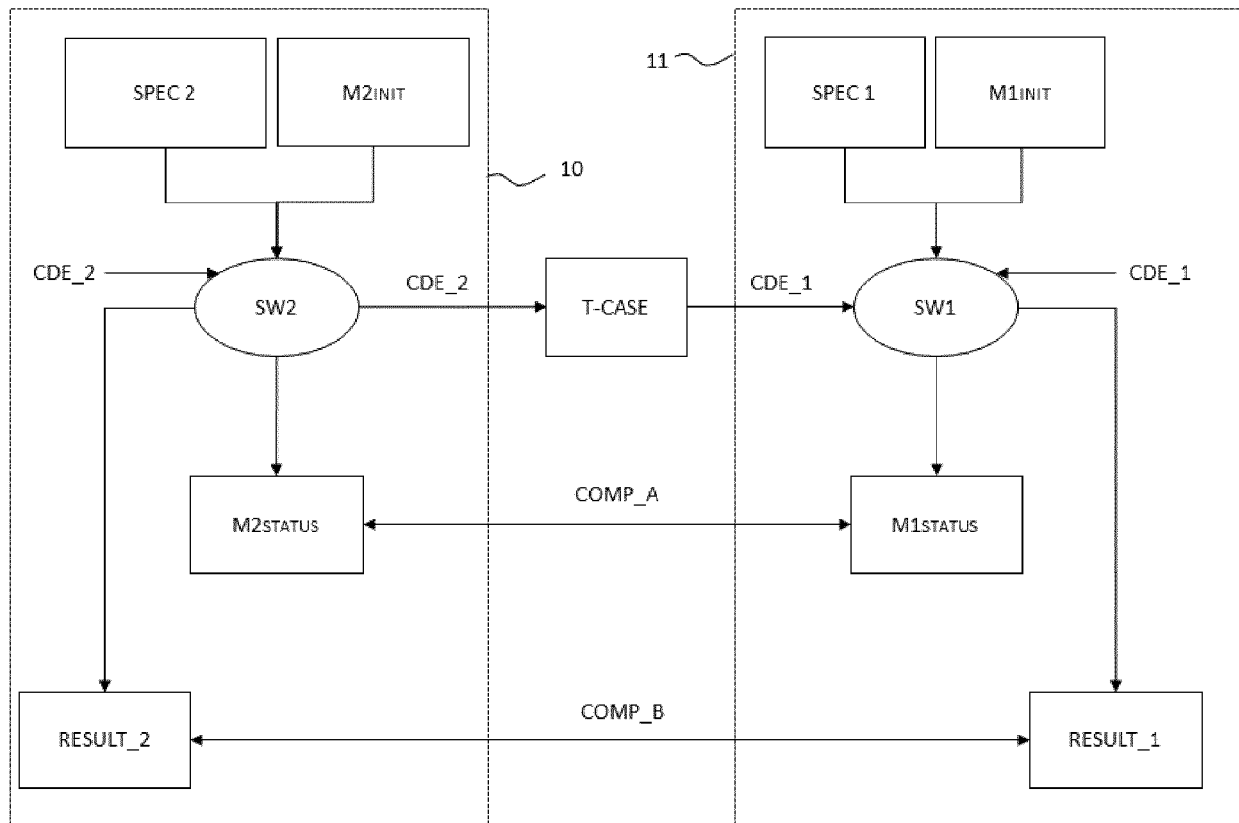 SPEC 2
M2INIT
11
SPEC 1
M1INIT
10
CDE_2
SW2
CDE_2
T-CASE
CDE_1
SW1
CDE_1
M2STATUS
COMP_A
M1STATUS
RESULT_2
COMP_B
RESULT_1